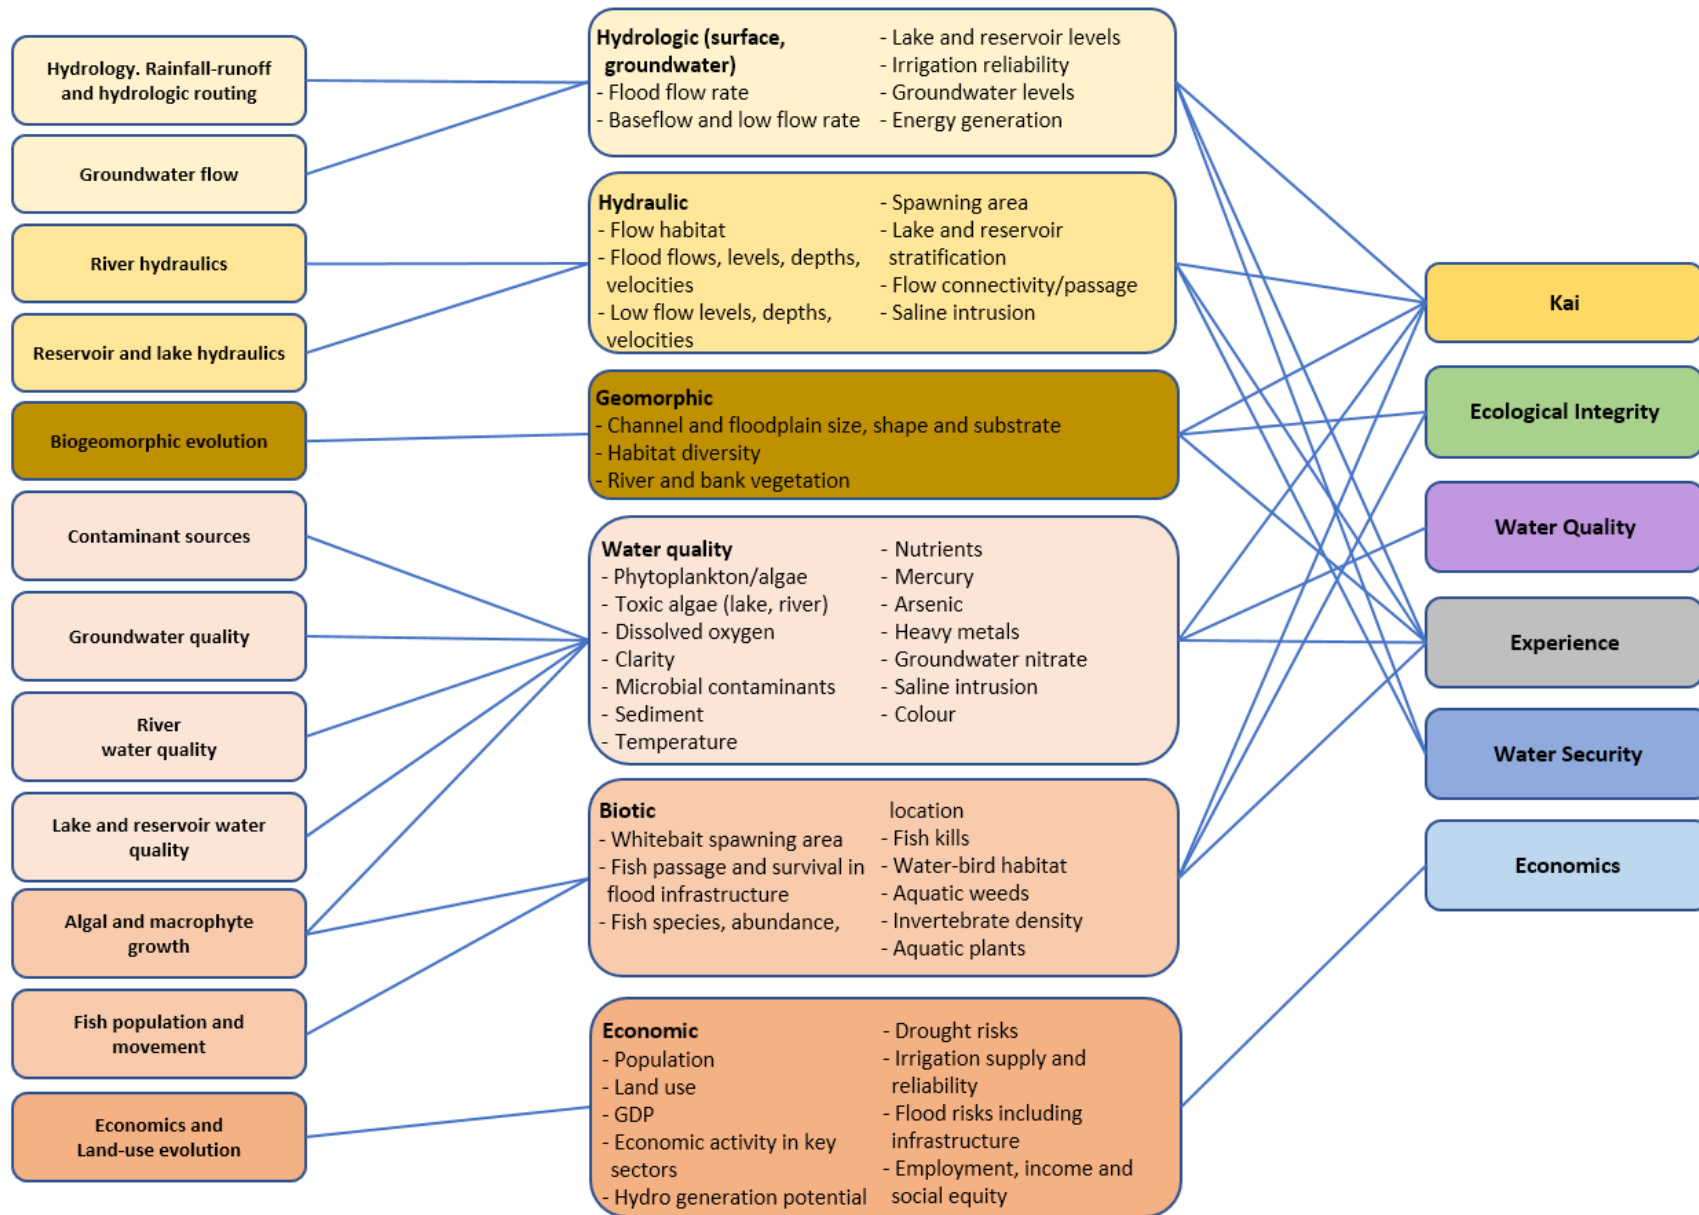 Hydrology. Rainfall-runoff
and hydrologic routing
Groundwater flow
River hydraulics
Reservoir and lake hydraulics
Biogeomorphic evolution
Contaminant sources
Groundwater quality
River
water quality
Lake and reservoir water
quality
Algal and macrophyte
growth
Fish population and
movement
Economics and
Land-use evolution
Hydrologic (surface,
groundwater)
- Flood flow rate
- Baseflow and low flow rate
- Lake and reservoir levels
- Irrigation reliability
- Groundwater levels
- Energy generation
Hydraulic
- Flow habitat
- Flood flows, levels, depths,
velocities
- Low flow levels, depths,
velocities
- Spawning area
- Lake and reservoir
stratification
- Flow connectivity/passage
- Saline intrusion
Geomorphic
- Channel and floodplain size, shape and substrate
- Habitat diversity
- River and bank vegetation
Water quality
- Phytoplankton/algae
- Toxic algae (lake, river)
- Dissolved oxygen
- Clarity
- Microbial contaminants
- Sediment
- Temperature
- Nutrients
- Mercury
- Arsenic
- Heavy metals
- Groundwater nitrate
- Saline intrusion
- Colour
Biotic
- Whitebait spawning area
- Fish passage and survival in
flood infrastructure
- Fish species, abundance,
location
- Fish kills
- Water-bird habitat
- Aquatic weeds
- Invertebrate density
- Aquatic plants
Economic
- Population
- Land use
- GDP
- Economic activity in key
sectors
- Hydro generation potential
- Drought risks
- Irrigation supply and
reliability
- Flood risks including
infrastructure
- Employment, income and
social equity
Kai
Ecological Integrity
Water Quality
Experience
Water Security
Economics